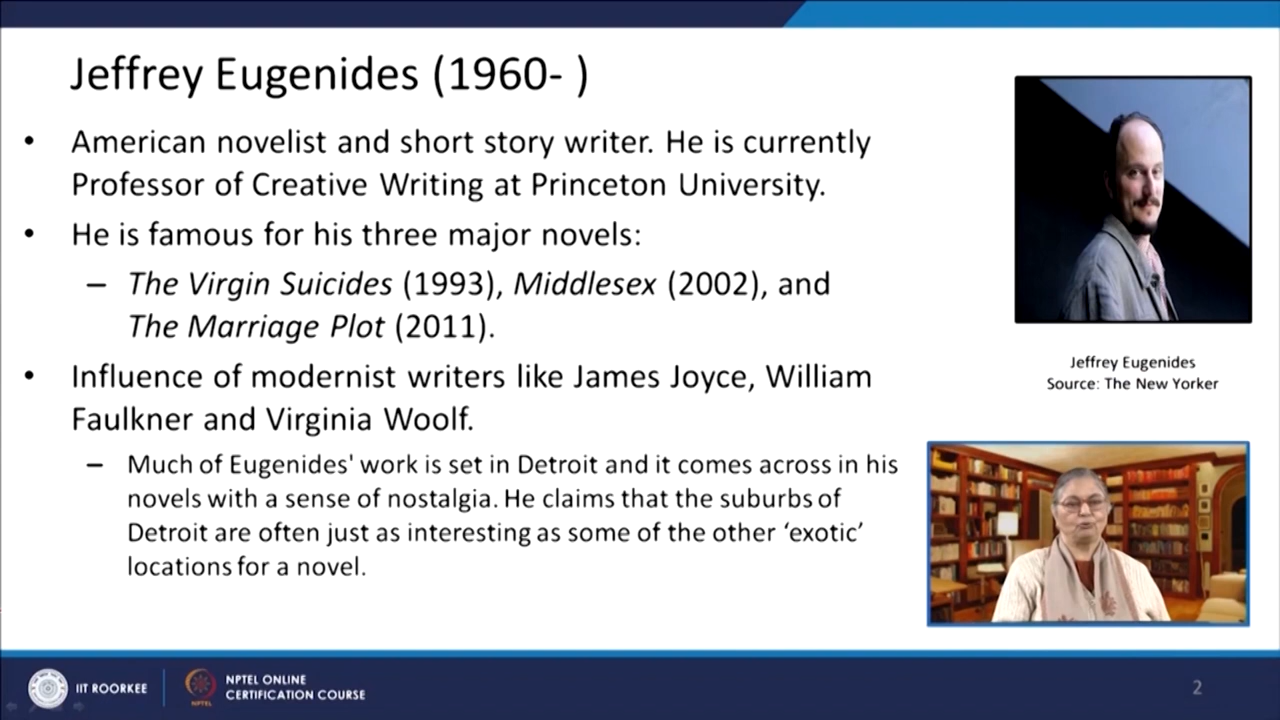 Jeffrey Eugenides (1960- )
• American novelist and short story writer. He is currently
Professor of Creative Writing at Princeton University.
• He is famous for his three major novels:
– The Virgin Suicides (1993), Middlesex (2002), and
The Marriage Plot (2011).
• Influence of modernist writers like James Joyce, William
Faulkner and Virginia Woolf.
– Much of Eugenides' work is set in Detroit and it comes across in his
novels with a sense of nostalgia. He claims that the suburbs of
Detroit are often just as interesting as some of the other ‘exotic’
locations for a novel.
Jeffrey Eugenides
Source: The New Yorker
IIT ROORKEE
NPTEL
NPTEL ONLINE
CERTIFICATION COURSE
2